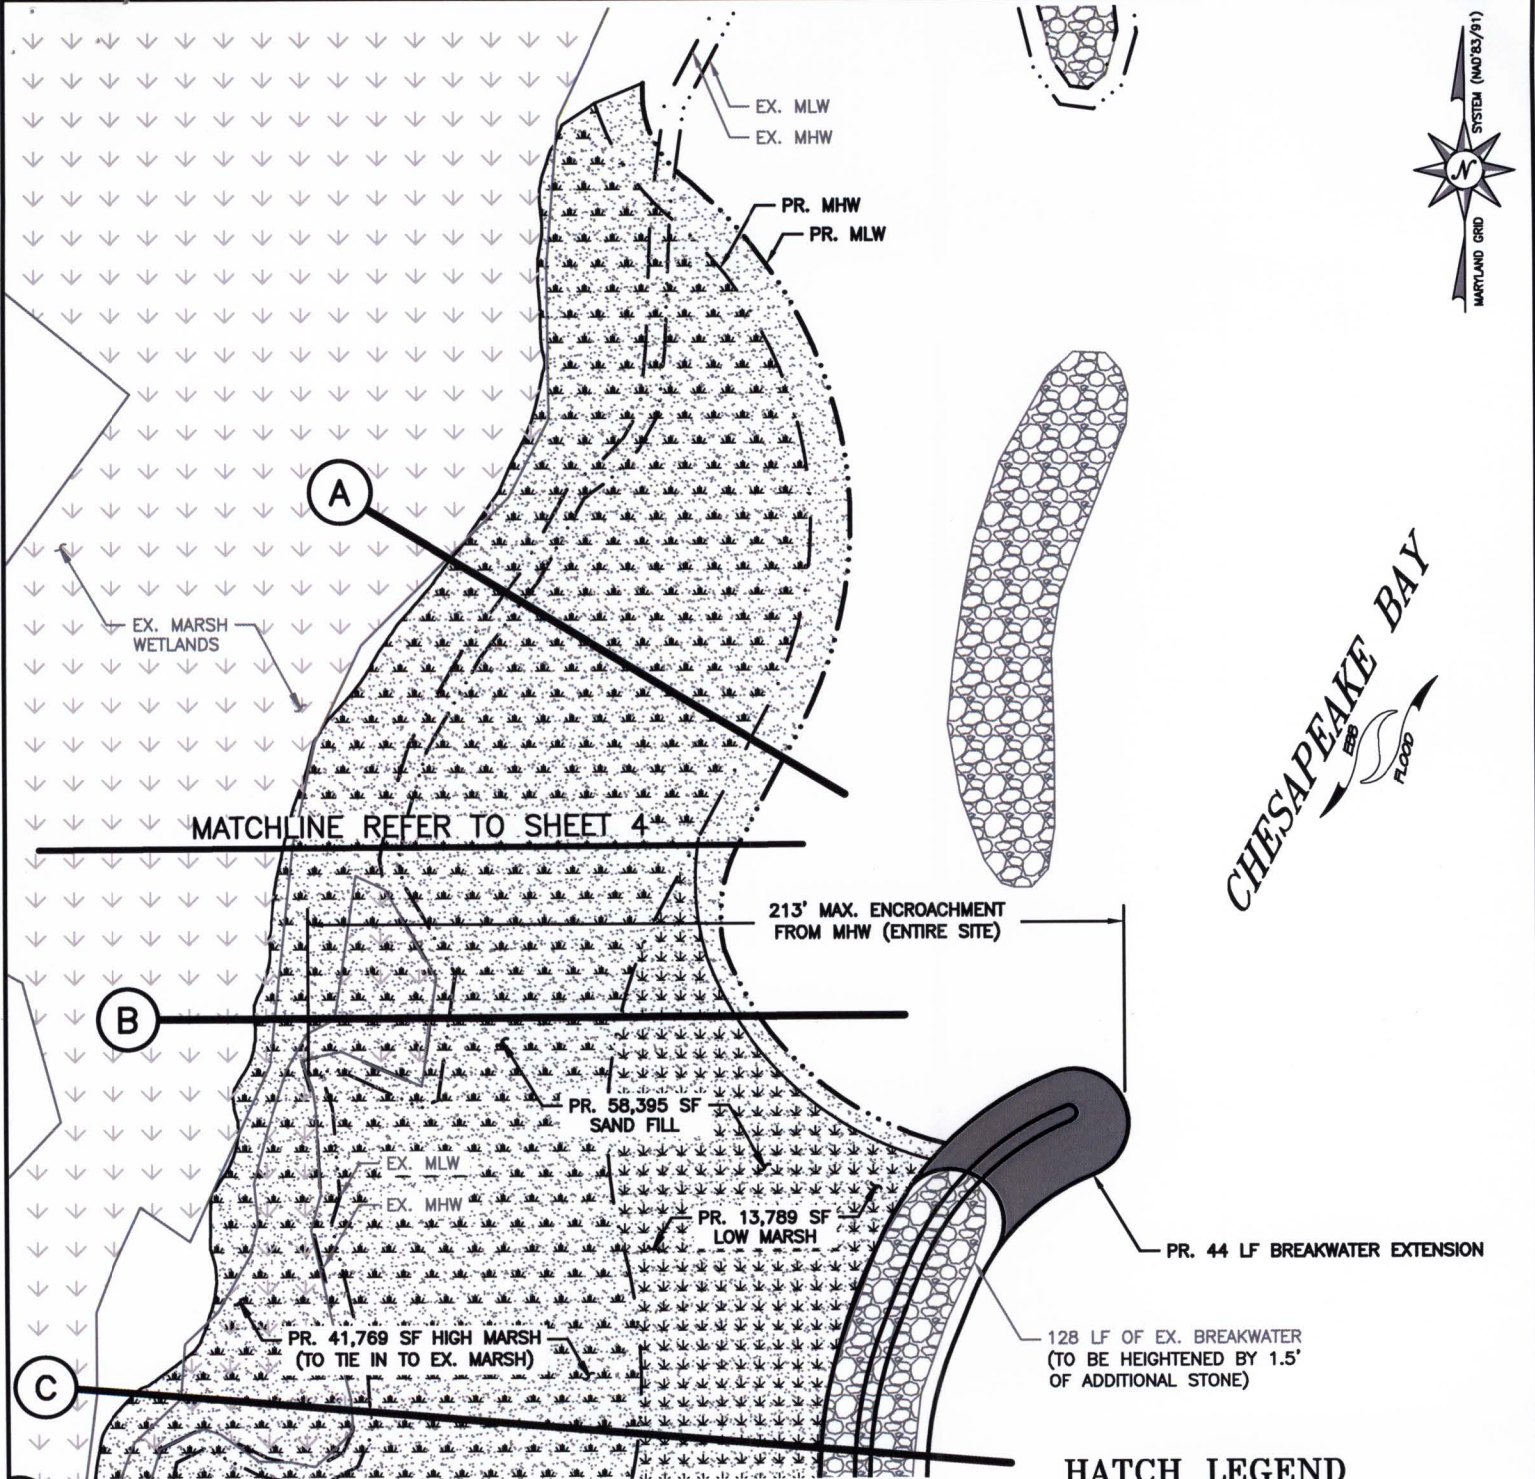 EX. MLW
EX. MHW
SYSTEM (NAD'83/91)
N
MARYLAND GRID
PR. MHW
PR. MLW
A
EX. MARSH
WETLANDS
CHESAPEAKE BAY
EBB
FLOOD
MATCHLINE REFER TO SHEET 4
213' MAX. ENCROACHMENT
FROM MHW (ENTIRE SITE)
B
PR. 58,395 SF
SAND FILL
EX. MLW
EX. MHW
PR. 13,789 SF
LOW MARSH
PR. 44 LF BREAKWATER EXTENSION
PR. 41,769 SF HIGH MARSH
(TO TIE IN TO EX. MARSH)
128 LF OF EX. BREAKWATER
(TO BE HEIGHTENED BY 1.5'
OF ADDITIONAL STONE)
C
HATCH LEGEND